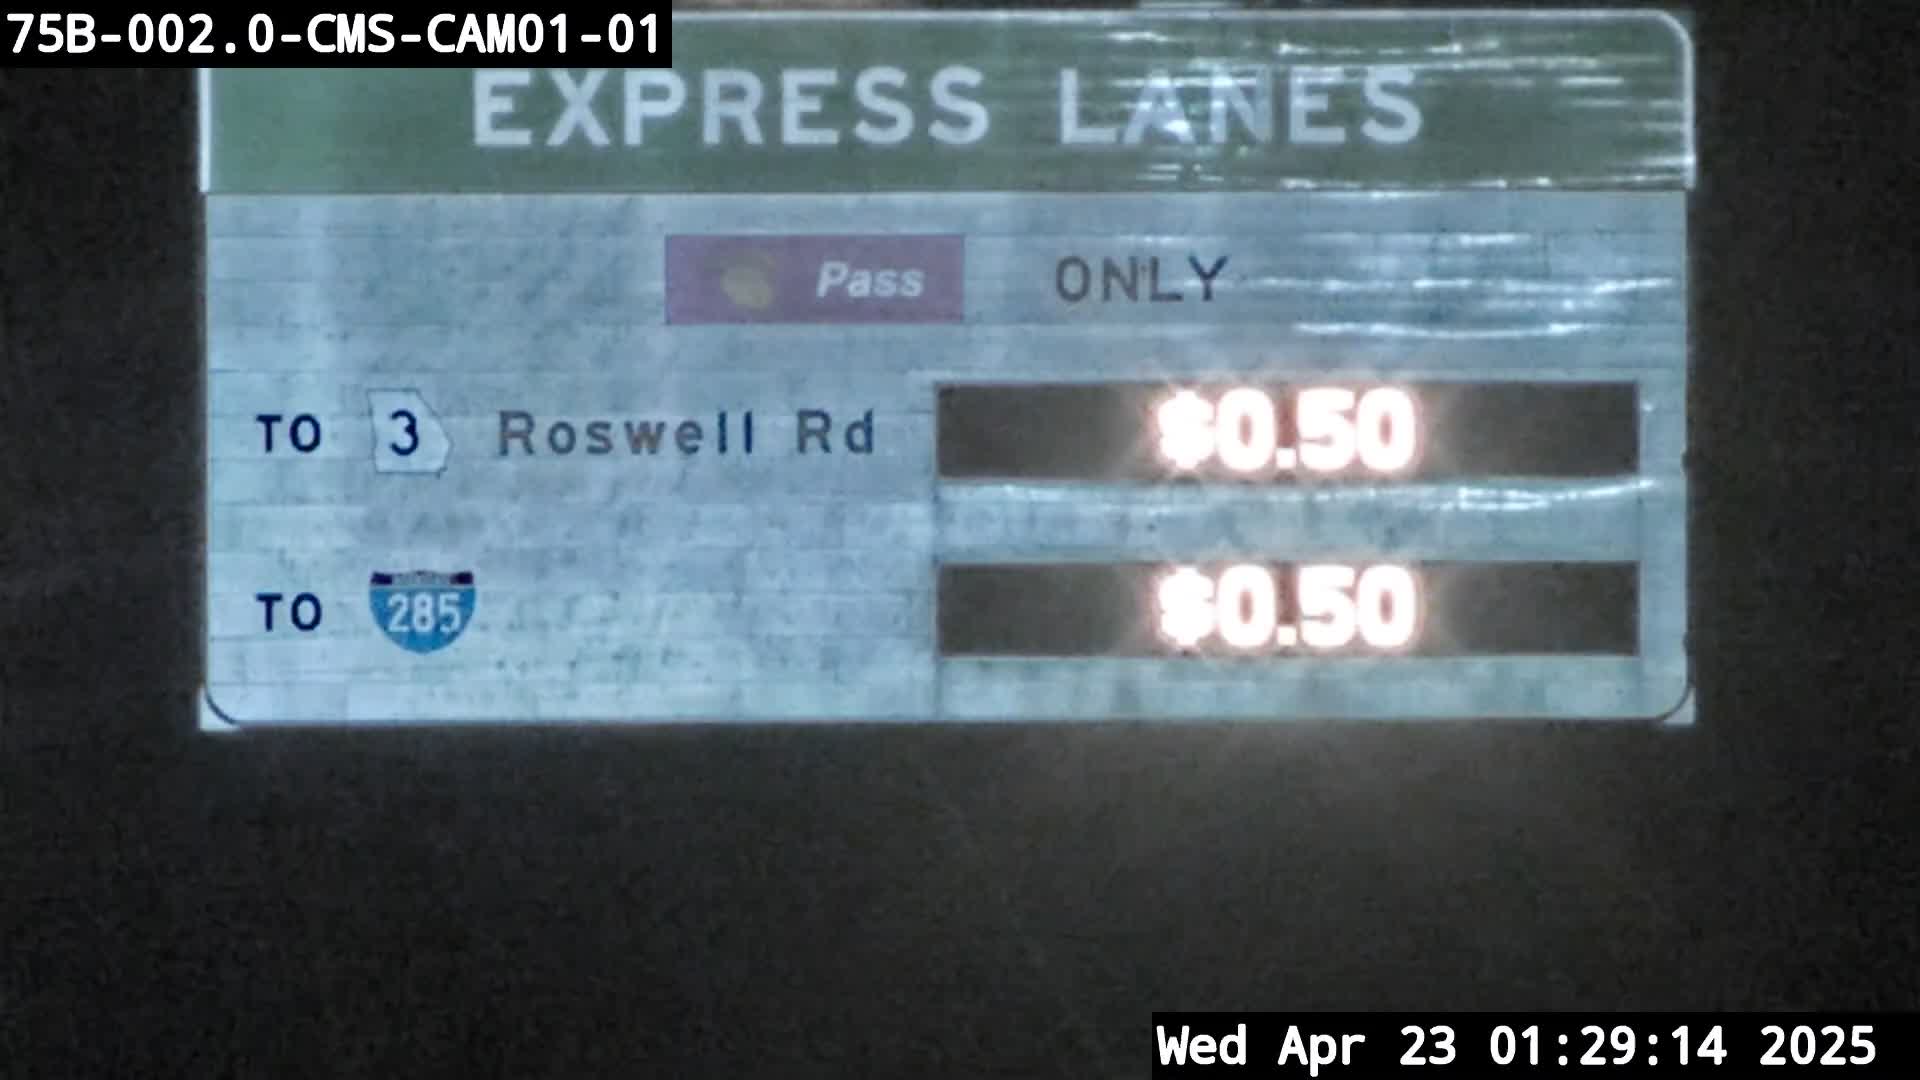 75B-002.0-CMS-CAM01-01
EXPRESS LANES
Pass ONLY
TO 3 Roswell Rd $0.50
TO 285 $0.50
Wed Apr 23 01:29:14 2025